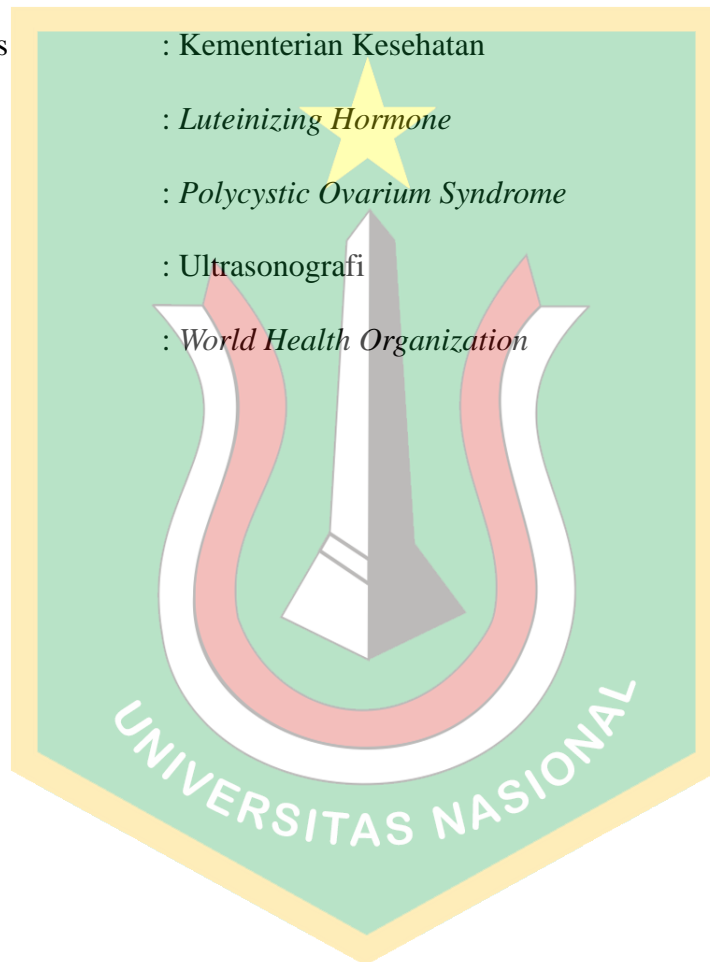 s : Kementerian Kesehatan
: Luteinizing Hormone
: Polycystic Ovarium Syndrome
: Ultrasonografi
: World Health Organization
UNIVERSITAS NASIONAL